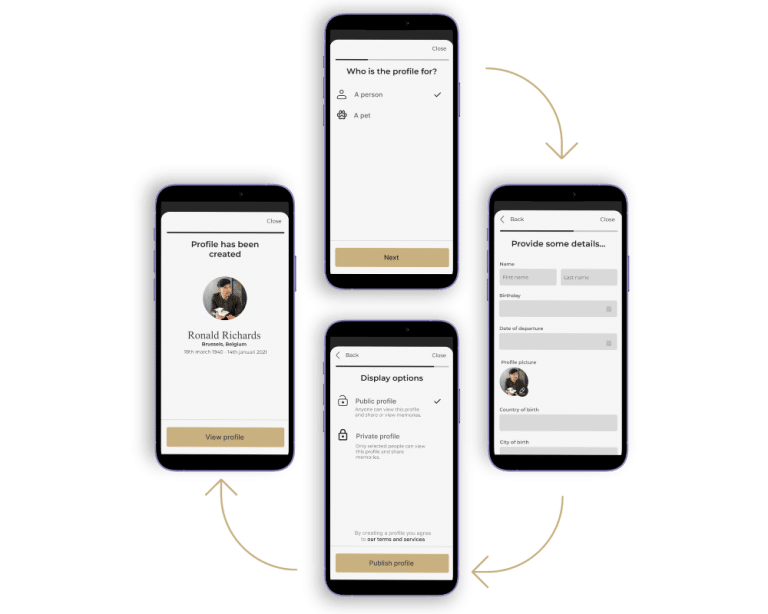 Close
Who is the profile for?
A person
A pet
Next
Back
Close
Provide some details...
Name
First name
Last name
Birthday
Date of departure
Profile picture
Country of birth
City of birth
Back
Close
Display options
Public profile
Anyone can view this profile
and share or view memories.
Private profile
Only selected people can view
this profile and share
memories.
By creating a profile you agree
to our terms and services
Publish profile
Close
Profile has been
created
Ronald Richards
Brussels, Belgium
18th march 1940 - 14th januari 2021
View profile